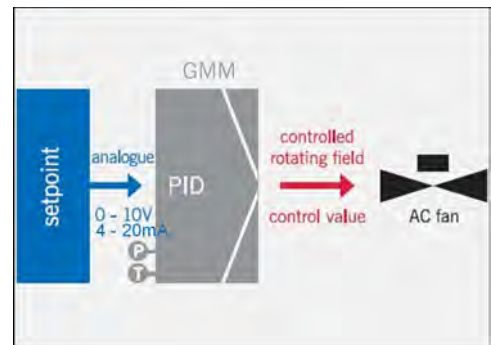 GMM
setpoint
analogue
0 - 10V
4 - 20mA
P
T
PID
controlled
rotating field
control value
AC fan